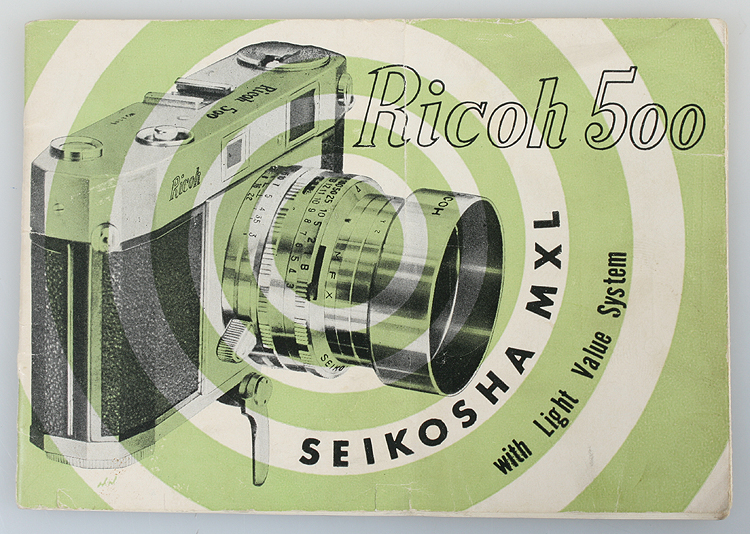 Ricoh 500
SEIKOSHA MXL
with Light Value System
Ricoh 500
Ricoh
RICOH
M F X